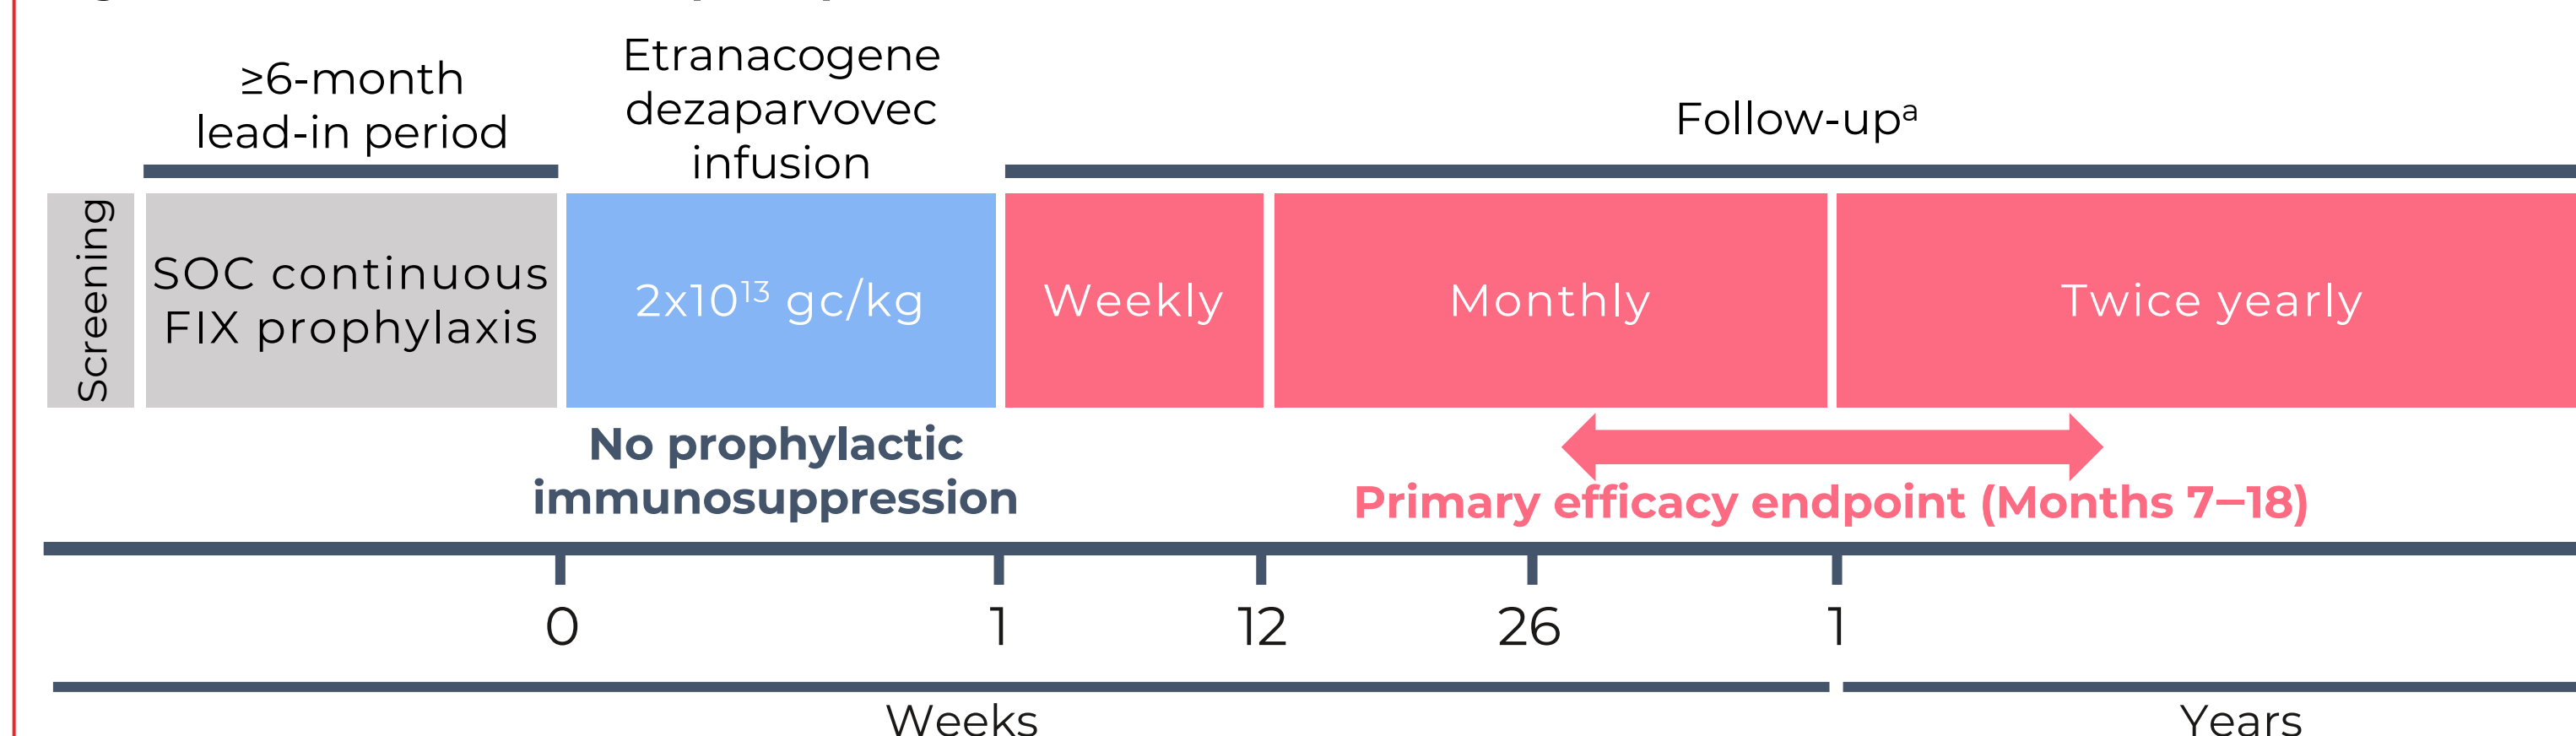 ≥6-month
lead-in period
Etranacogene
dezaparvovec
infusion
Follow-upᵃ
Screening
SOC continuous
FIX prophylaxis
2x10¹³ gc/kg
Weekly
Monthly
Twice yearly
No prophylactic
immunosuppression
Primary efficacy endpoint (Months 7–18)
0
1
12
26
1
Weeks
Years